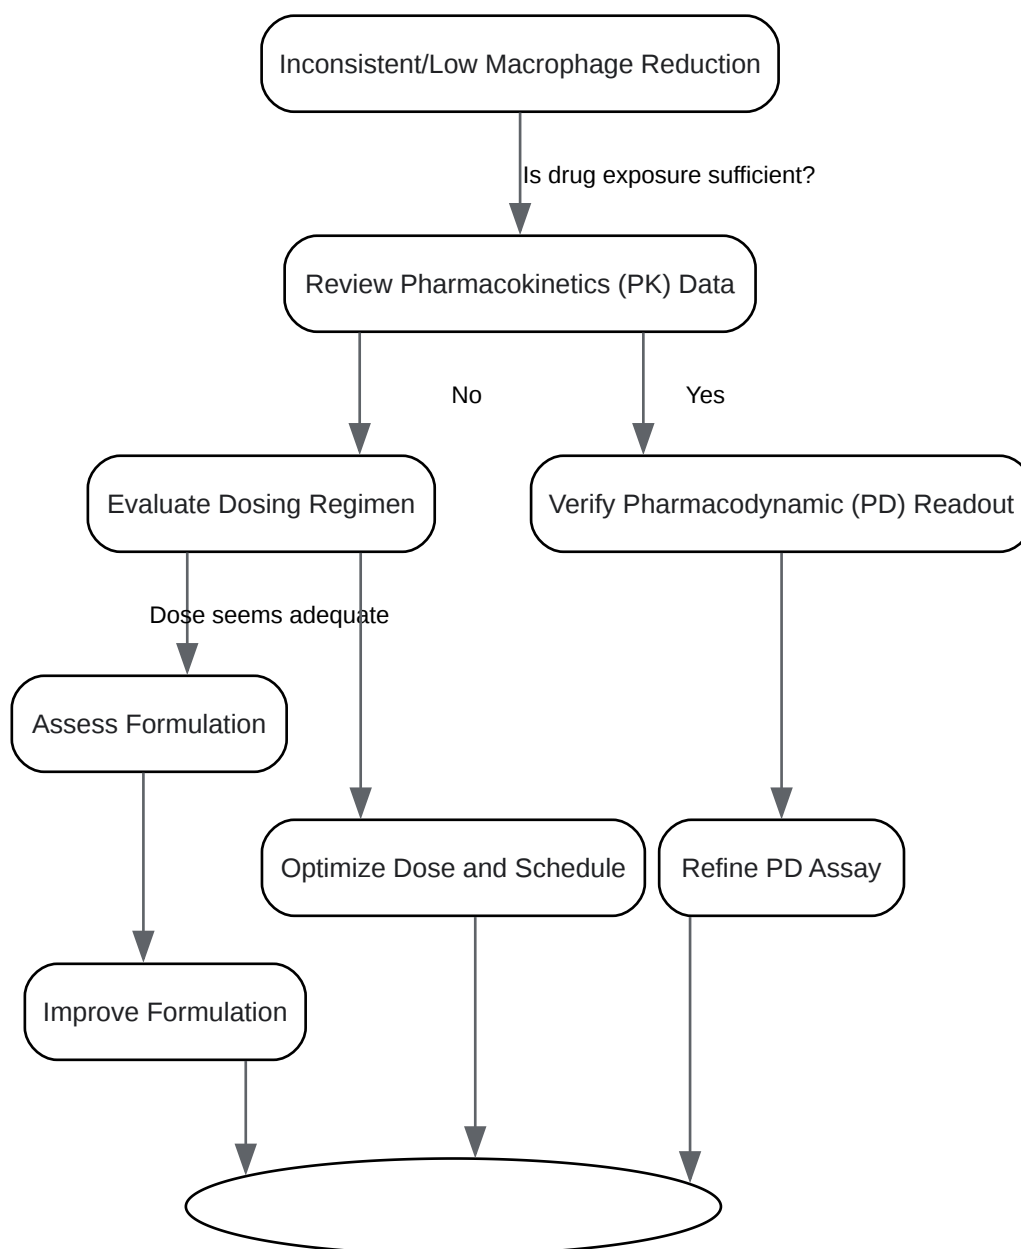 Inconsistent/Low Macrophage Reduction
Is drug exposure sufficient?
Review Pharmacokinetics (PK) Data
No
Yes
Evaluate Dosing Regimen
Verify Pharmacodynamic (PD) Readout
Dose seems adequate
Assess Formulation
Optimize Dose and Schedule
Refine PD Assay
Improve Formulation